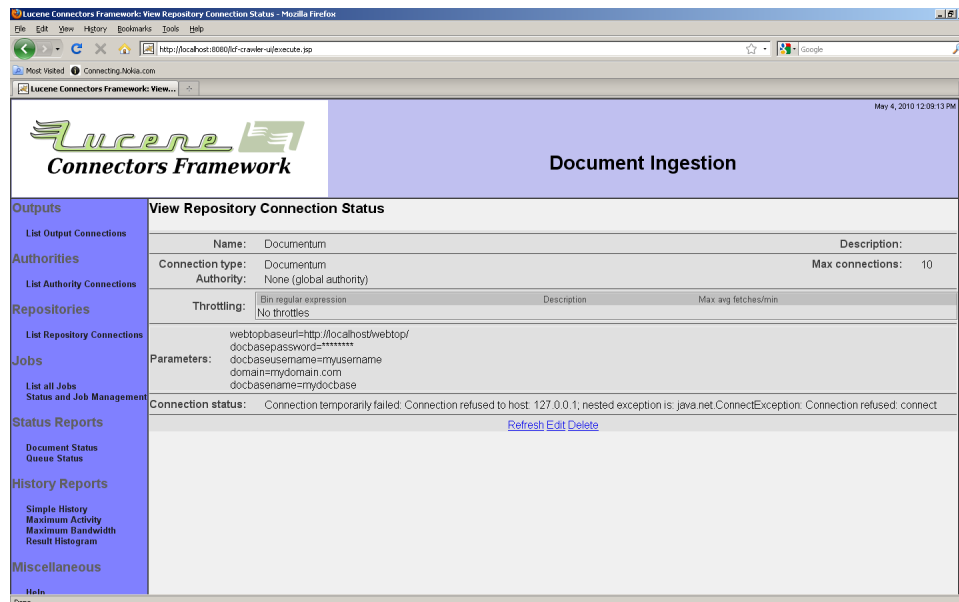 Lucene Connectors Framework: View Repository Connection Status - Mozilla Firefox
File Edit View History Bookmarks Tools Help
http://localhost:8080/lcf-crawler-ui/execute.jsp
Google
Most Visited Connecting.Nokia.com
Lucene Connectors Framework: View...
May 4, 2010 12:09:13 PM
Lucene
Connectors Framework
Document Ingestion
Outputs
List Output Connections
Authorities
List Authority Connections
Repositories
List Repository Connections
Jobs
List all Jobs
Status and Job Management
Status Reports
Document Status
Queue Status
History Reports
Simple History
Maximum Activity
Maximum Bandwidth
Result Histogram
Miscellaneous
Help
View Repository Connection Status
Name: Documentum Description:
Connection type: Documentum Max connections: 10
Authority: None (global authority)
Throttling: Bin regular expression Description Max avg fetches/min
No throttles
Parameters:
webtopbaseurl=http://localhost/webtop/
docbasepassword=********
docbaseusername=myusername
domain=mydomain.com
docbasename=mydocbase
Connection status: Connection temporarily failed: Connection refused to host: 127.0.0.1; nested exception is: java.net.ConnectException: Connection refused: connect
Refresh Edit Delete